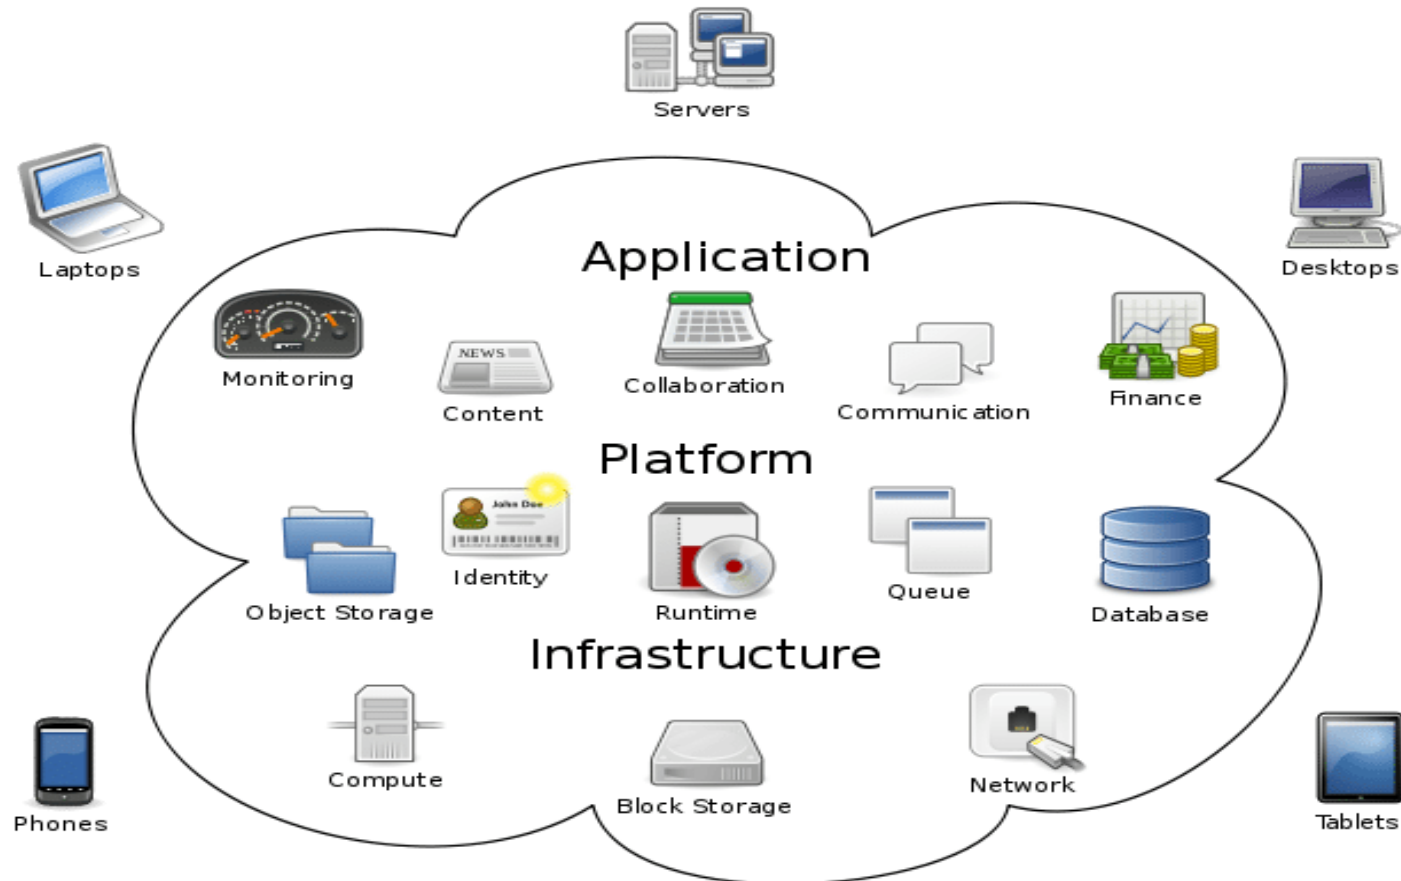 Servers
Laptops
Desktops
Application
Monitoring
NEWS
Content
Collaboration
Communication
Finance
Platform
Object Storage
John Doe
Identity
Runtime
Queue
Database
Infrastructure
Compute
Block Storage
Network
Phones
Tablets